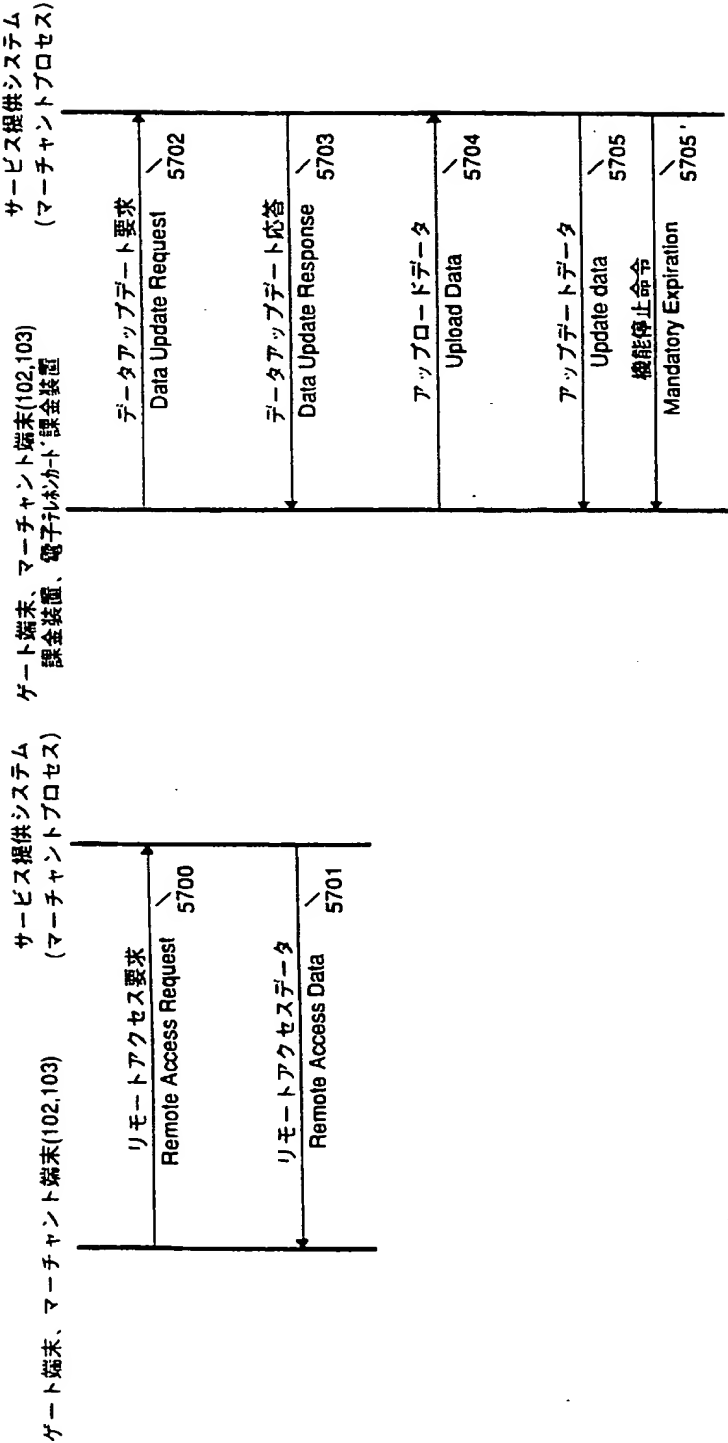 ゲート端末、マーチャント端末(102,103)
サービス提供システム
(マーチャントプロセス)
リモートアクセス要求
Remote Access Request
5700
リモートアクセスデータ
Remote Access Data
5701
ゲート端末、マーチャント端末(102,103)
課金装置、電子テレホンカード課金装置
サービス提供システム
(マーチャントプロセス)
データアップデート要求
Data Update Request
5702
データアップデート応答
Data Update Response
5703
アップロードデータ
Upload Data
5704
アップデートデータ
Update data
5705
機能停止命令
Mandatory Expiration
5705'